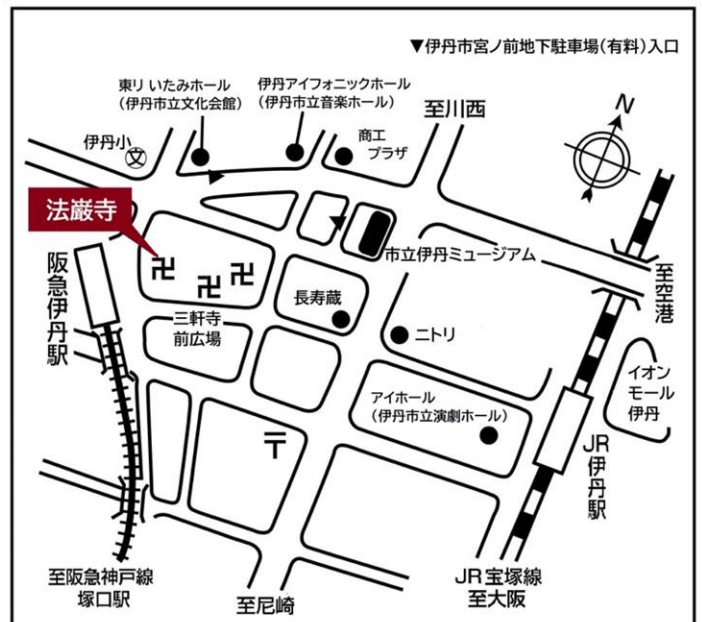 ▼伊丹市宮ノ前地下駐車場(有料)入口
東リ いたみホール
(伊丹市立文化会館)
伊丹アイフォニックホール
(伊丹市立音楽ホール)
至川西
N
伊丹小
文
商工
プラザ
法巌寺
市立伊丹ミュージアム
阪急伊丹駅
卍
卍
卍
長寿蔵
至空港
三軒寺
前広場
ニトリ
イオン
モール
伊丹
アイホール
(伊丹市立演劇ホール)
〒
JR伊丹駅
至阪急神戸線
塚口駅
至尼崎
JR宝塚線
至大阪